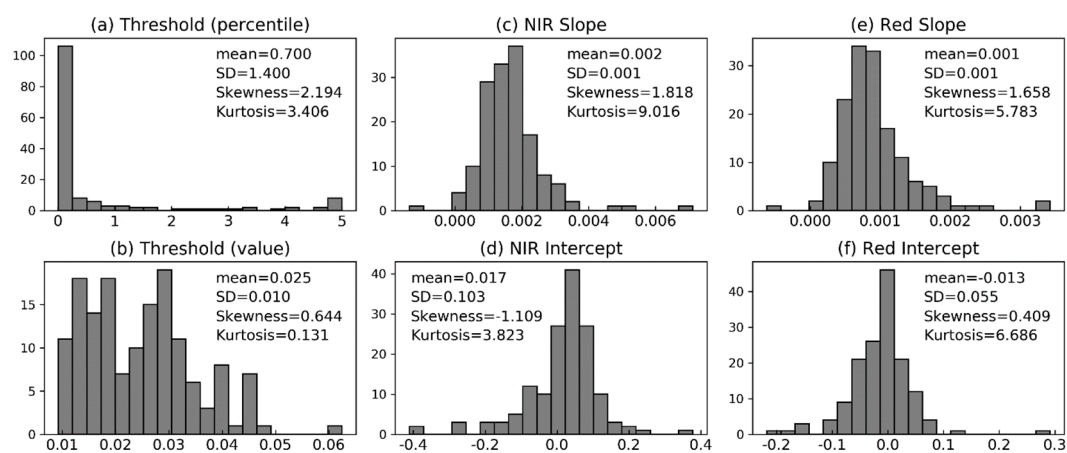 (a) Threshold (percentile)
mean=0.700
SD=1.400
Skewness=2.194
Kurtosis=3.406
100
80
60
40
20
0
0 1 2 3 4 5
(c) NIR Slope
mean=0.002
SD=0.001
Skewness=1.818
Kurtosis=9.016
30
20
10
0
0.000 0.002 0.004 0.006
(e) Red Slope
mean=0.001
SD=0.001
Skewness=1.658
Kurtosis=5.783
30
20
10
0
0.000 0.001 0.002 0.003
(b) Threshold (value)
mean=0.025
SD=0.010
Skewness=0.644
Kurtosis=0.131
15
10
5
0
0.01 0.02 0.03 0.04 0.05 0.06
(d) NIR Intercept
mean=0.017
SD=0.103
Skewness=-1.109
Kurtosis=3.823
40
30
20
10
0
-0.4 -0.2 0.0 0.2 0.4
(f) Red Intercept
mean=-0.013
SD=0.055
Skewness=0.409
Kurtosis=6.686
40
30
20
10
0
-0.2 -0.1 0.0 0.1 0.2 0.3